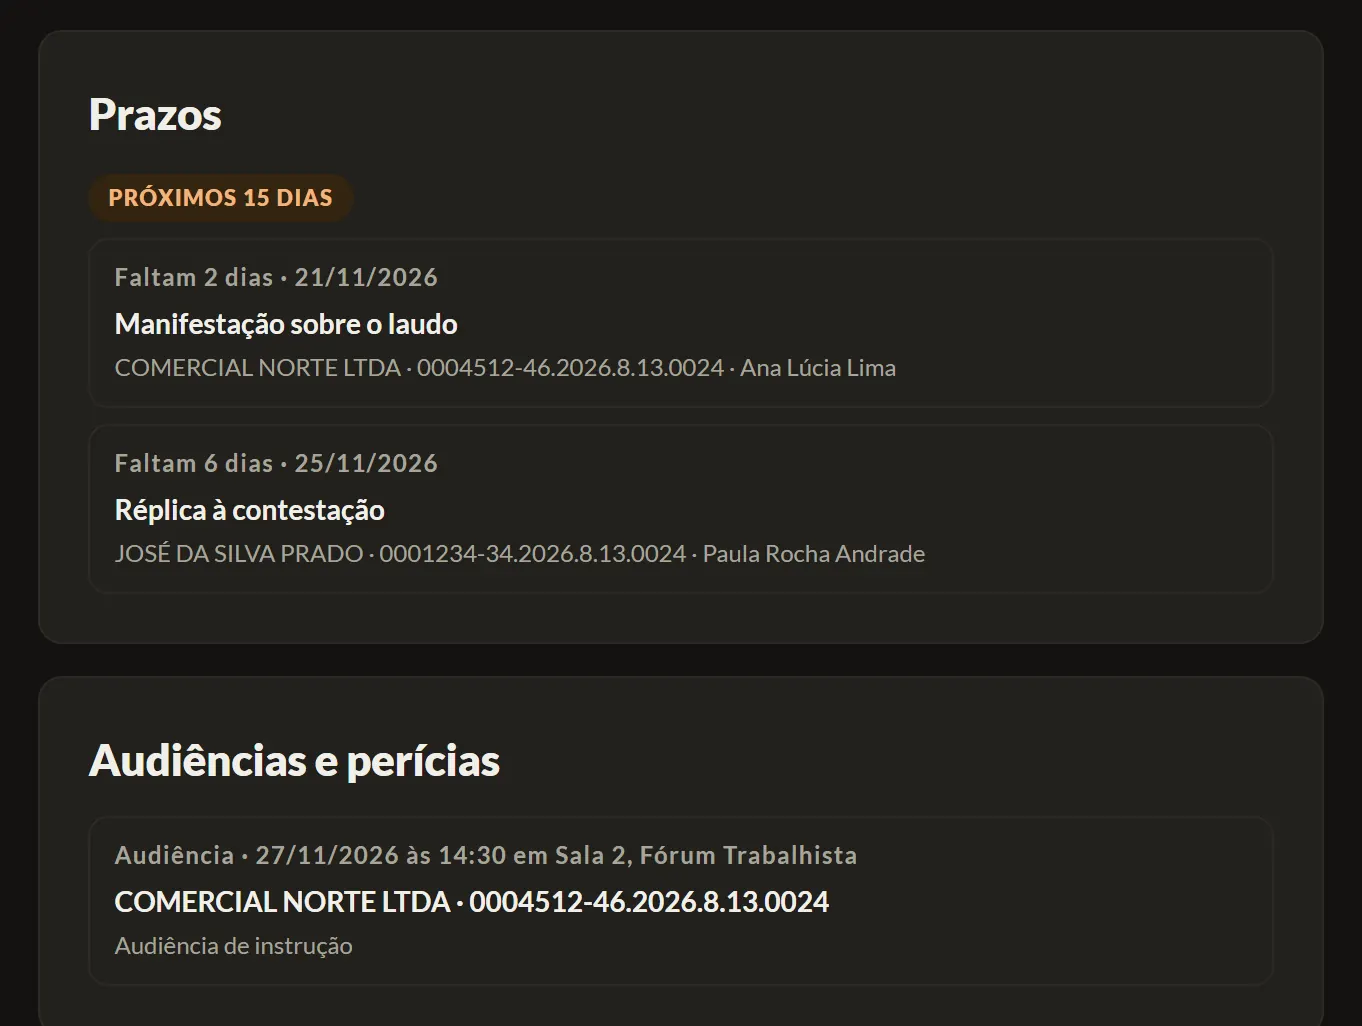 Prazos
PRÓXIMOS 15 DIAS
Faltam 2 dias · 21/11/2026
Manifestação sobre o laudo
COMERCIAL NORTE LTDA · 0004512-46.2026.8.13.0024 · Ana Lúcia Lima
Faltam 6 dias · 25/11/2026
Réplica à contestação
JOSÉ DA SILVA PRADO · 0001234-34.2026.8.13.0024 · Paula Rocha Andrade
Audiências e perícias
Audiência · 27/11/2026 às 14:30 em Sala 2, Fórum Trabalhista
COMERCIAL NORTE LTDA · 0004512-46.2026.8.13.0024
Audiência de instrução